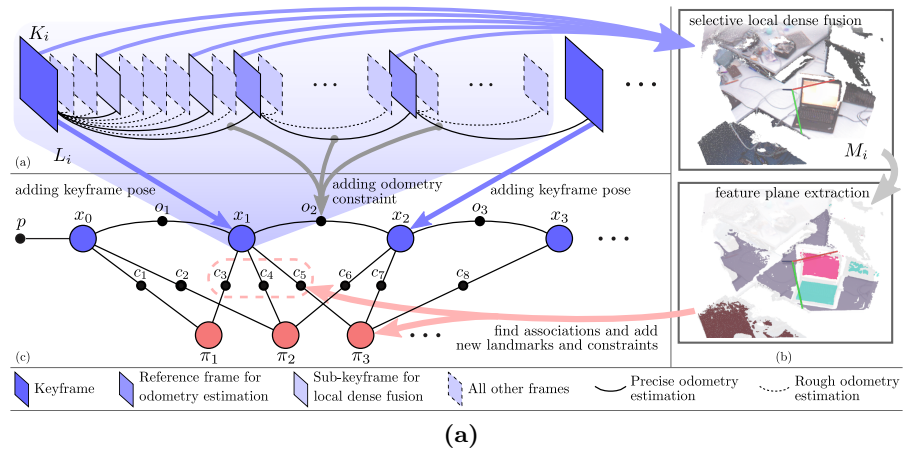 K_i
selective local dense fusion
...
...
...
M_i
(a)
L_i
adding keyframe pose
adding odometry
constraint
adding keyframe pose
feature plane extraction
p
x_0
o_1
x_1
o_2
x_2
o_3
x_3
...
c_1
c_2
c_3
c_4
c_5
c_6
c_7
c_8
find associations and add
new landmarks and constraints
...
(c)
π_1
π_2
π_3
(b)
Keyframe
Reference frame for
odometry estimation
Sub-keyframe for
local dense fusion
All other frames
Precise odometry
estimation
Rough odometry
estimation
(a)